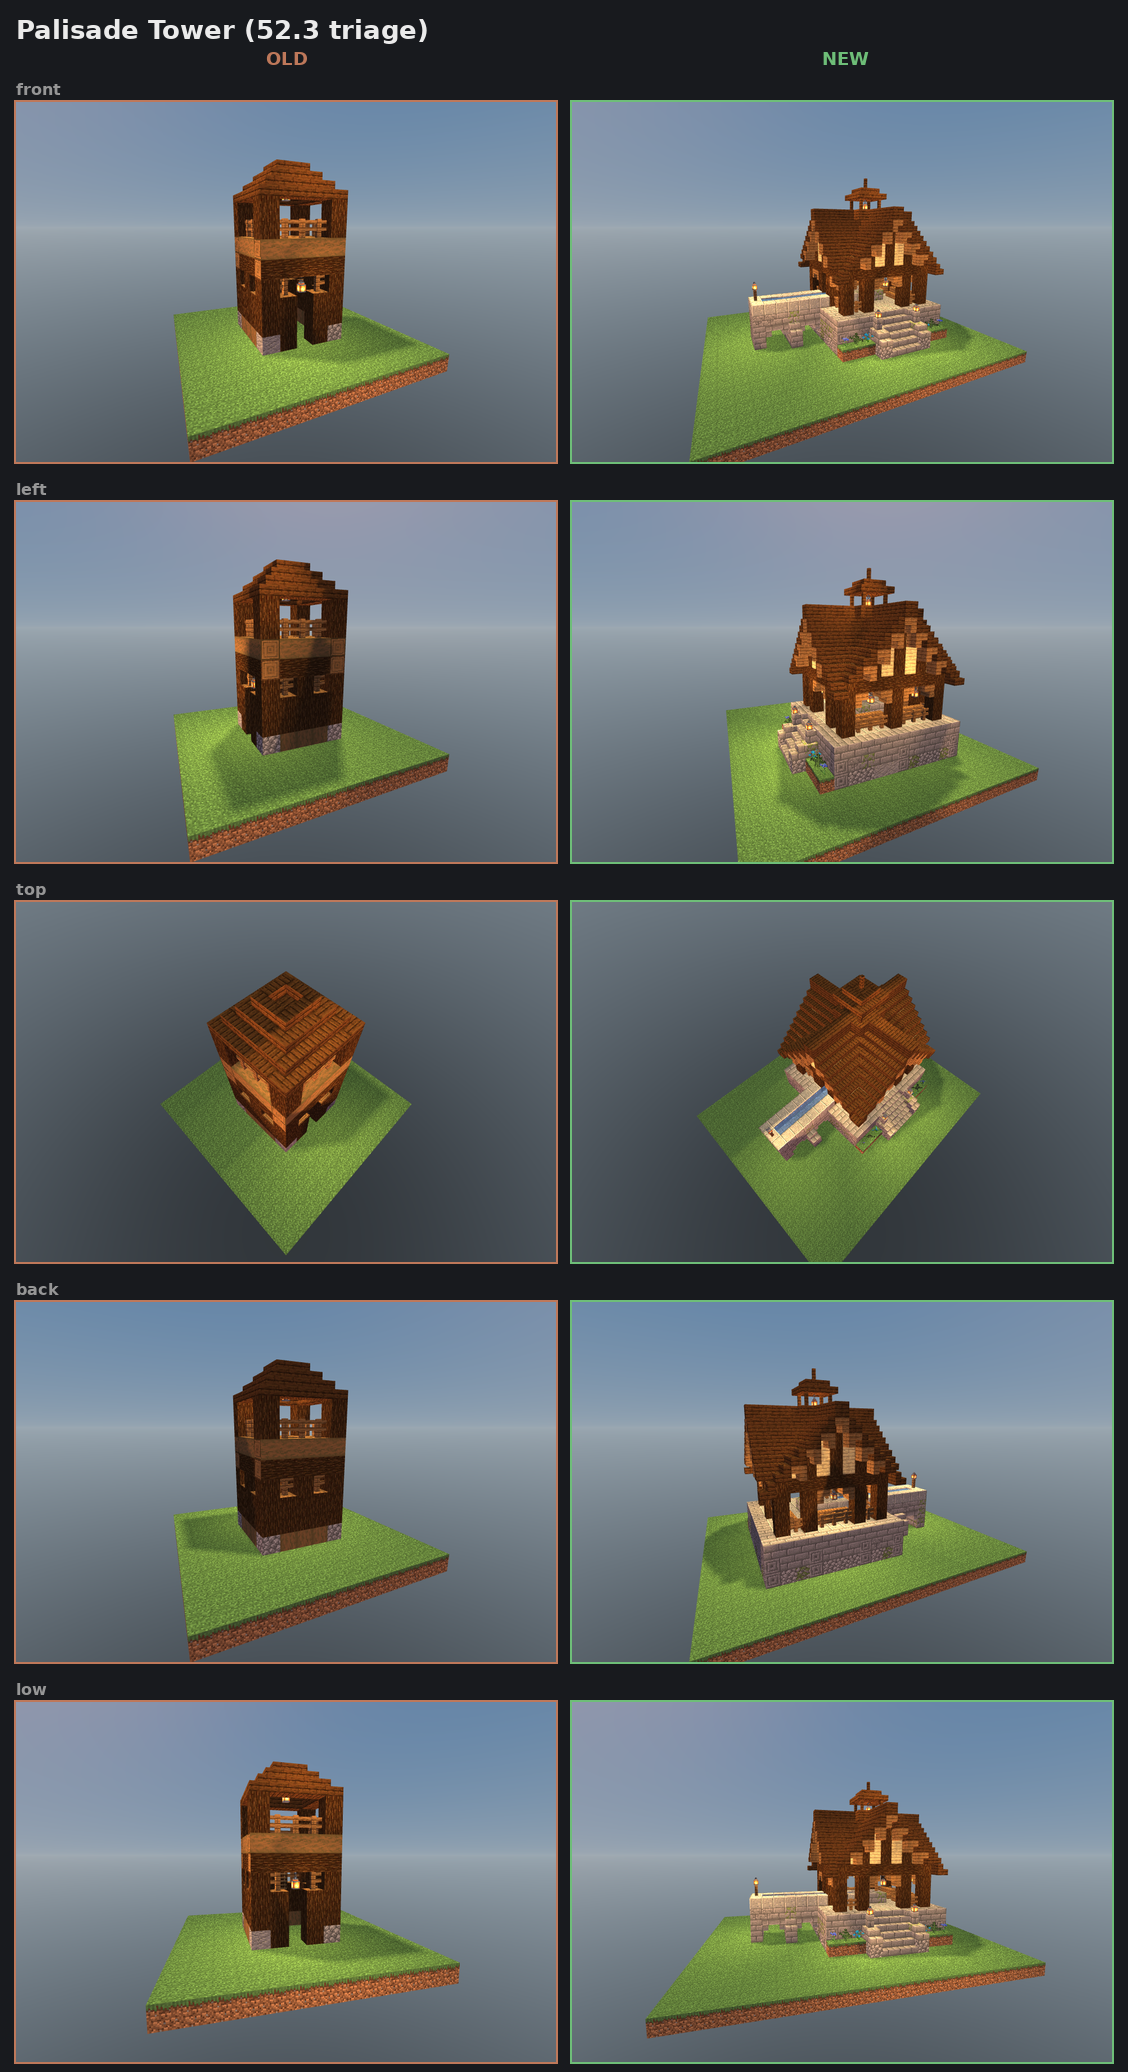 Palisade Tower (52.3 triage)
OLD NEW
front
left
top
back
low